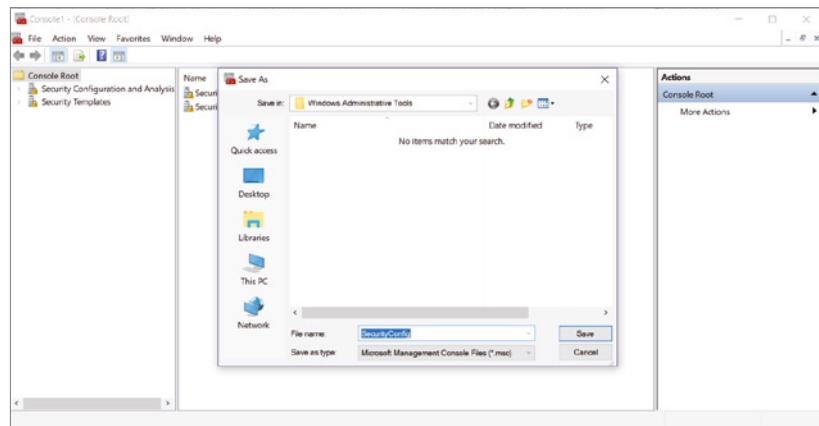 Console1 - [Console Root]
File Action View Favorites Window Help
Console Root
Security Configuration and Analysis
Security Templates
Name
Securi
Securi
Save As
Save in: Windows Administrative Tools
Name Date modified Type
No items match your search.
Quick access
Desktop
Libraries
This PC
Network
File name: SecurityConfig Save
Save as type: Microsoft Management Console Files (*.msc) Cancel
Actions
Console Root
More Actions